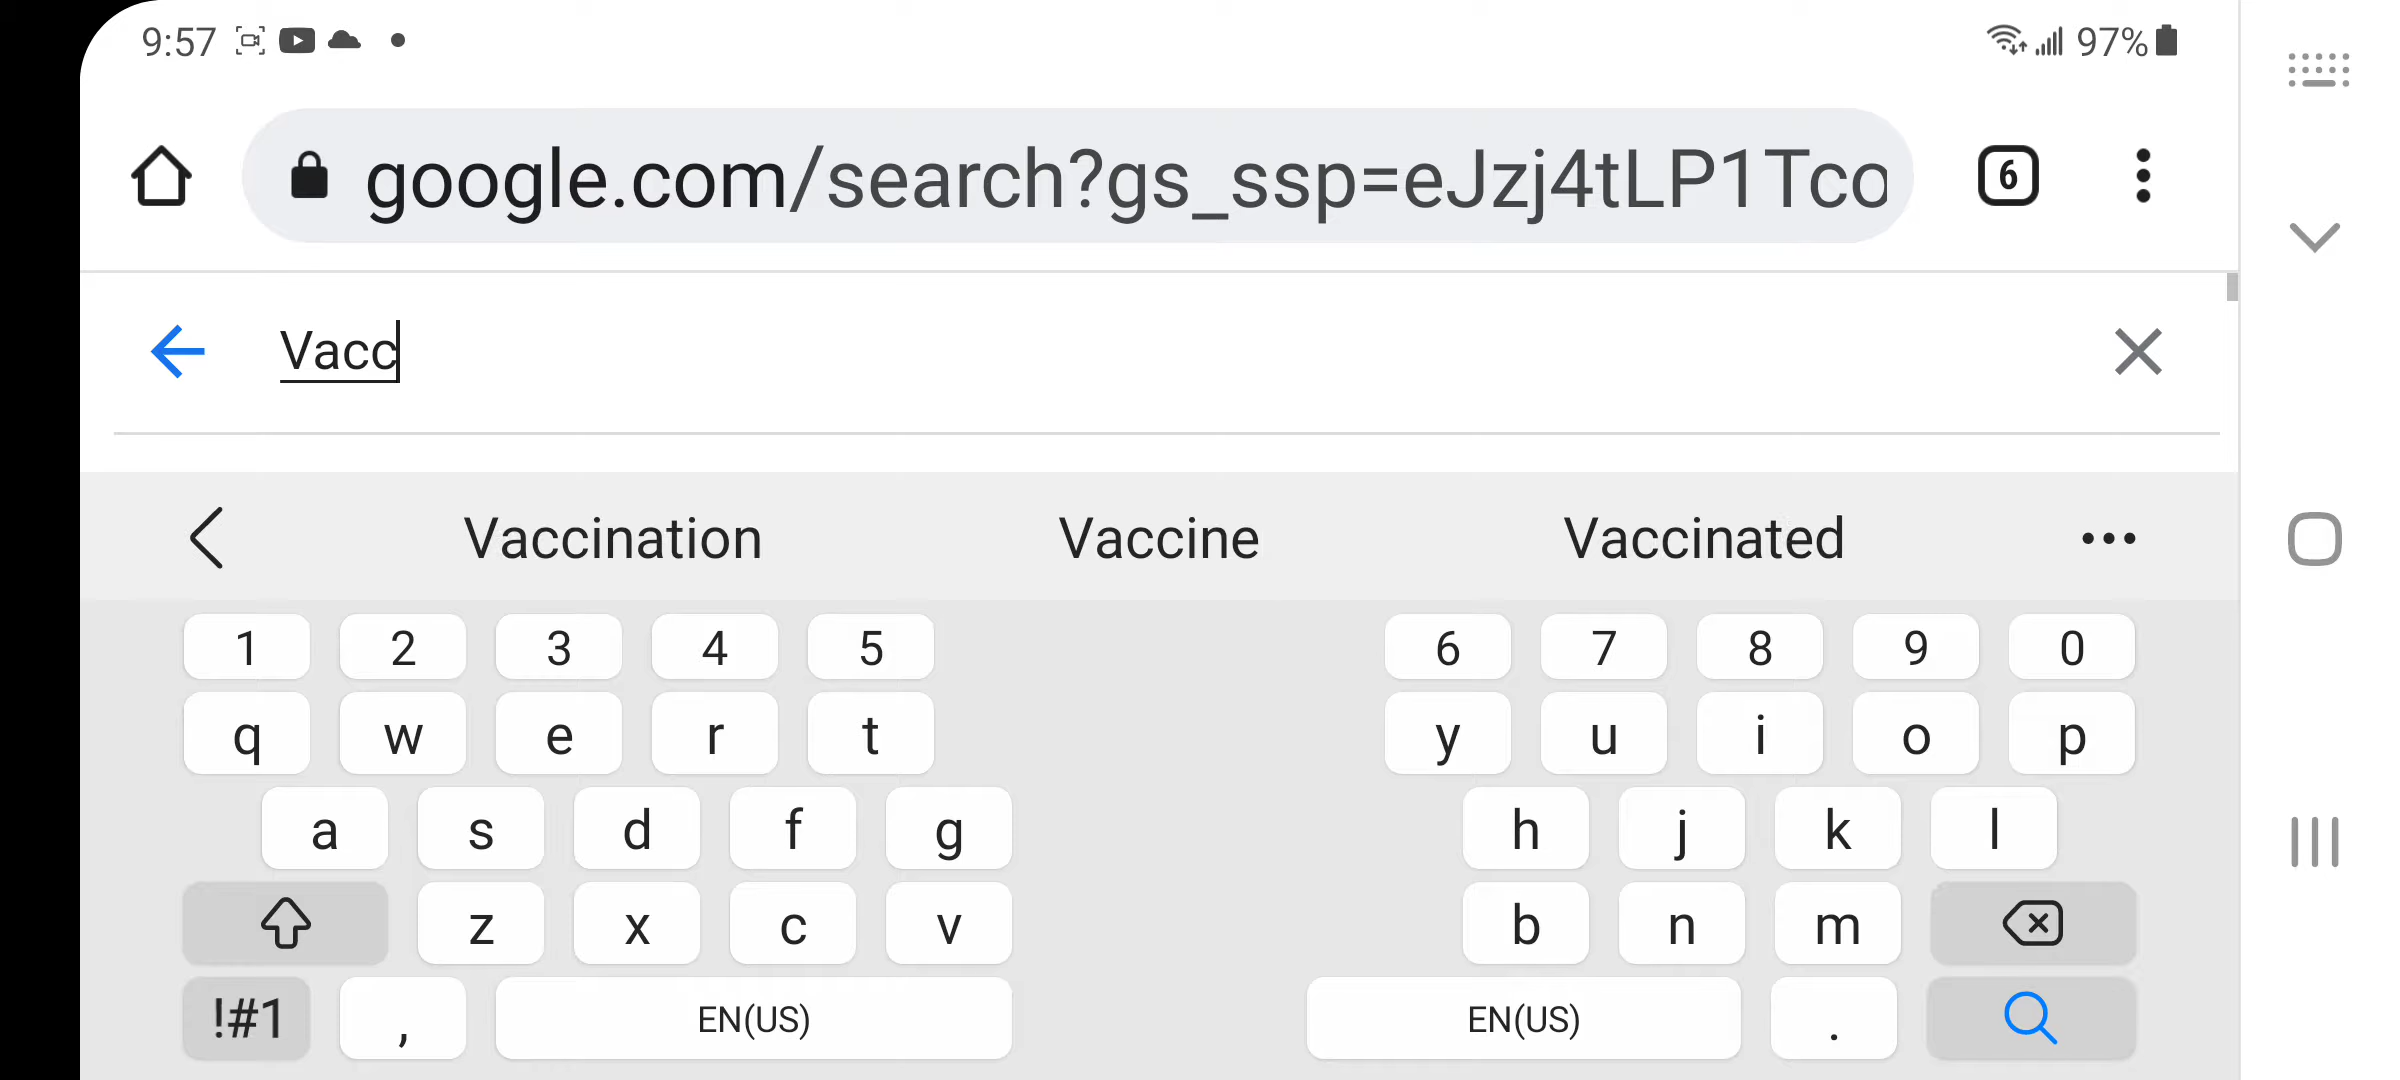 9:57 97%
google.com/search?gs_ssp=eJzj4tLP1Tco 6
Vacc
Vaccination Vaccine Vaccinated
1 2 3 4 5 6 7 8 9 0
q w e r t y u i o p
a s d f g h j k l
z x c v b n m
!#1 , EN(US) EN(US) .